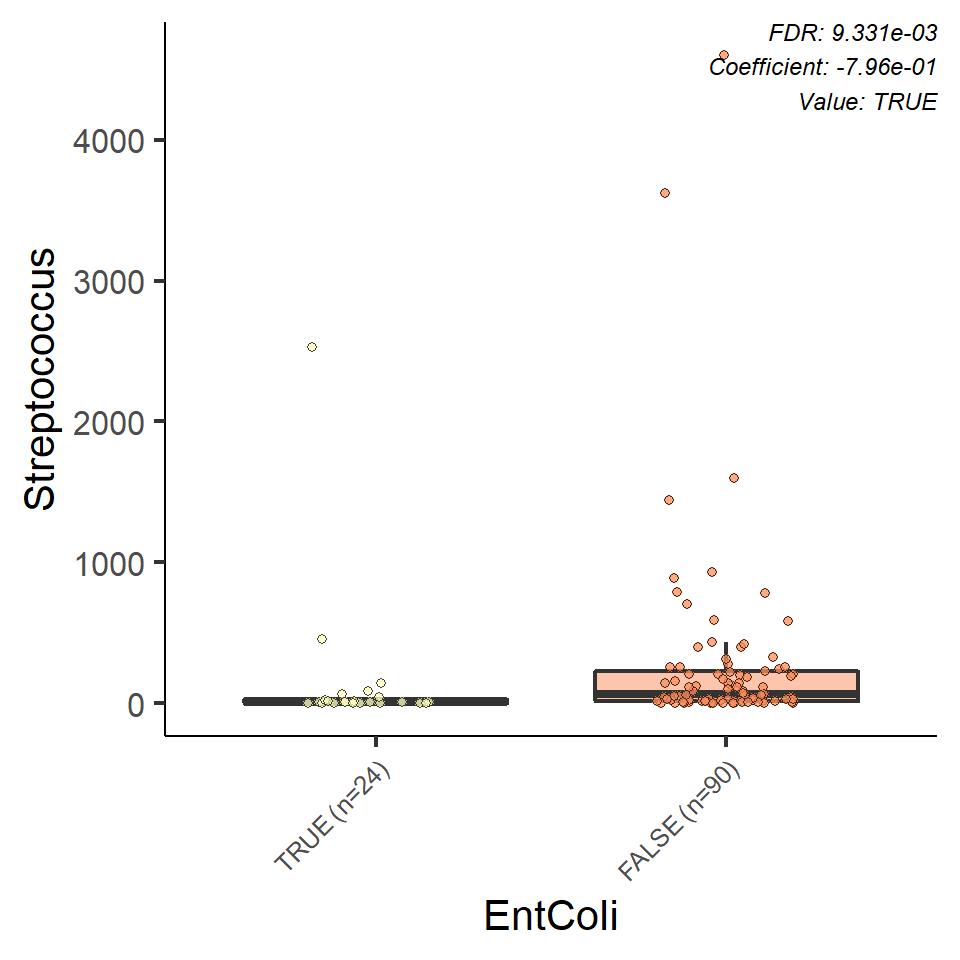 FDR: 9.331e-03
Coefficient: -7.96e-01
Value: TRUE
Streptococcus
4000
3000
2000
1000
0
TRUE (n=24)
FALSE (n=90)
EntColi